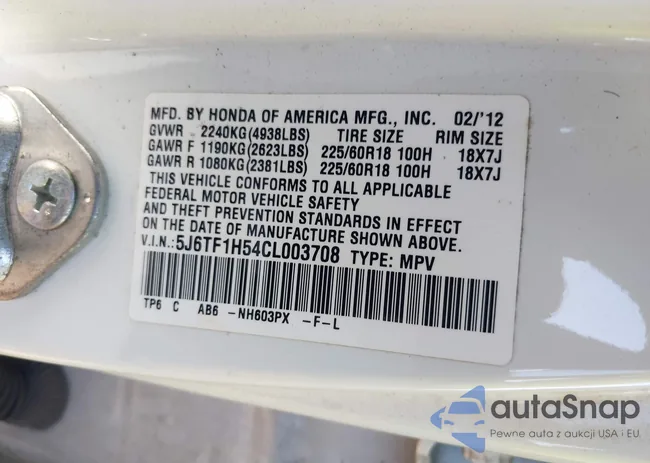 MFD. BY HONDA OF AMERICA MFG., INC. 02/'12
GVWR - 2240KG(4938LBS) TIRE SIZE RIM SIZE
GAWR F 1190KG(2623LBS) 225/60R18 100H 18X7J
GAWR R 1080KG(2381LBS) 225/60R18 100H 18X7J
THIS VEHICLE CONFORMS TO ALL APPLICABLE
FEDERAL MOTOR VEHICLE SAFETY
AND THEFT PREVENTION STANDARDS IN EFFECT
ON THE DATE OF MANUFACTURE SHOWN ABOVE.
V.I.N.: 5J6TF1H54CL003708 TYPE: MPV
TP6 C AB6 -NH603PX -F-L
autaSnap
Pewne auta z aukcji USA i EU